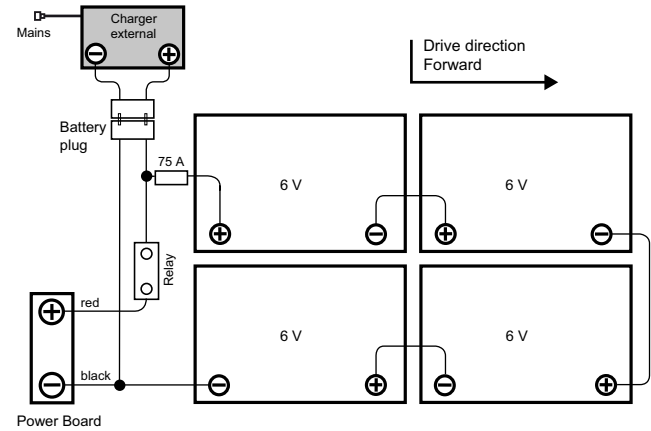 Mains
Charger
external
Drive direction
Forward
Battery
plug
75 A
6 V
6 V
Relay
red
6 V
6 V
black
Power Board